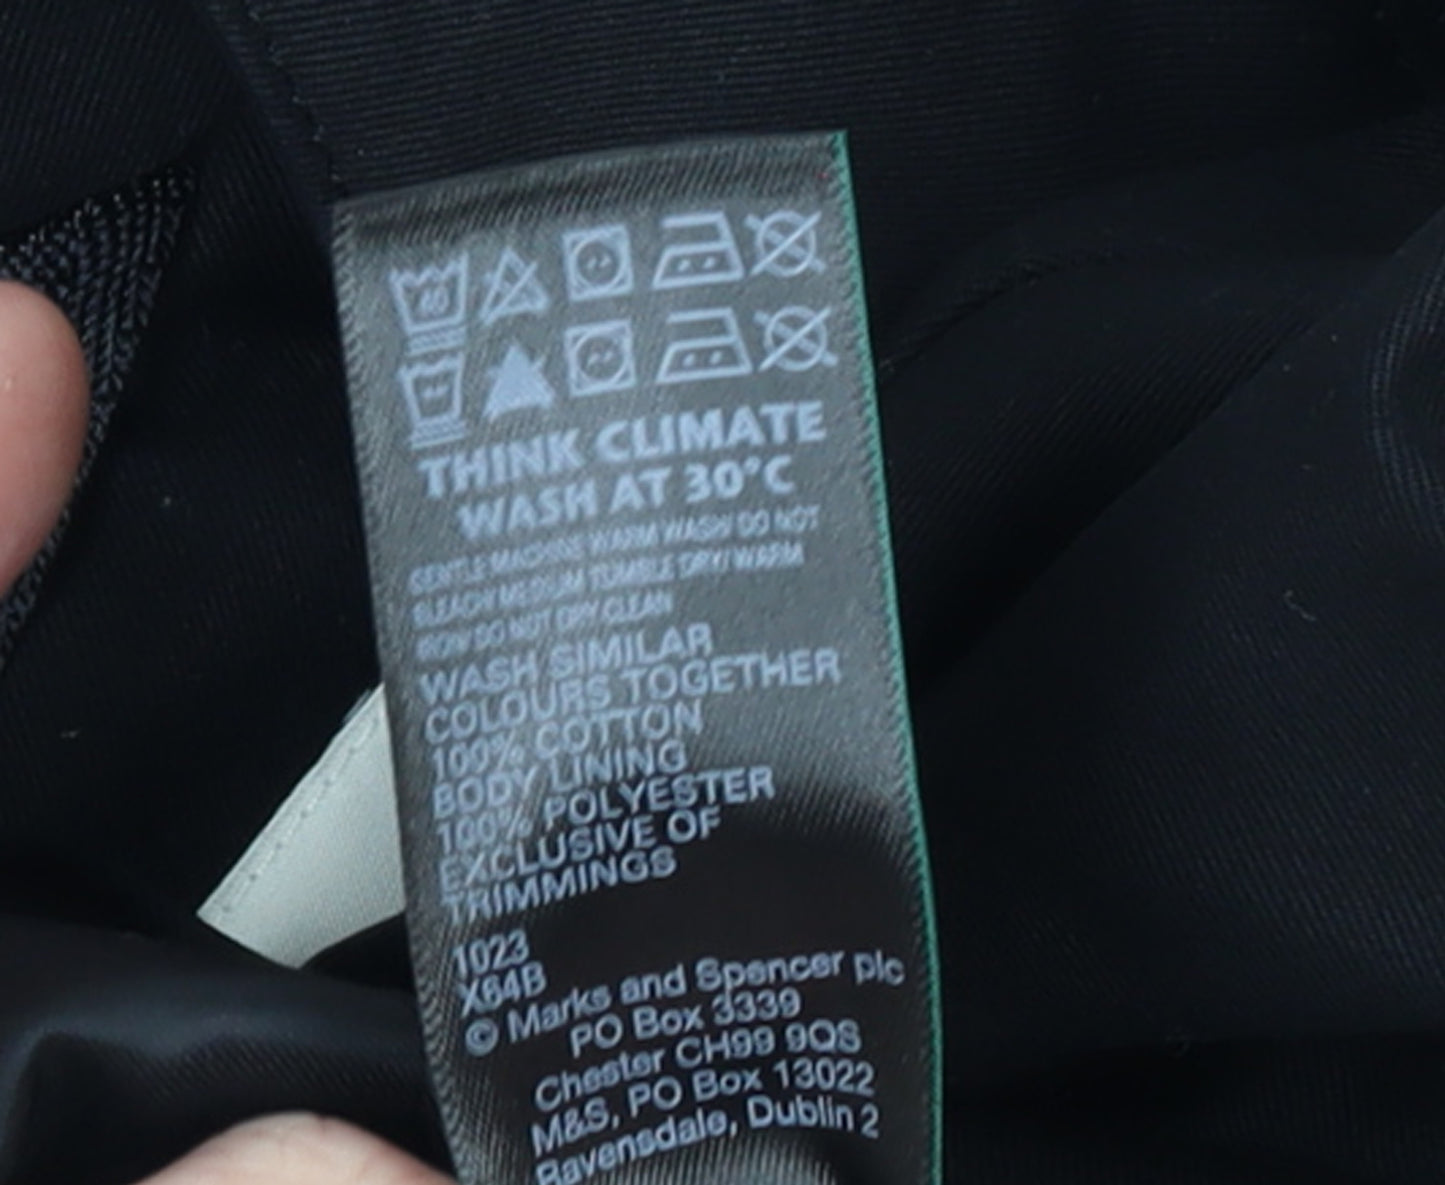 40
THINK CLIMATE
WASH AT 30°C
GENTLE MACHINE WARM WASH/ DO NOT
BLEACH/ MEDIUM TUMBLE DRY/ WARM
IRON/ DO NOT DRY CLEAN
WASH SIMILAR
COLOURS TOGETHER
100% COTTON
BODY LINING
100% POLYESTER
EXCLUSIVE OF
TRIMMINGS
1023
X64B
© Marks and Spencer plc
PO Box 3339
Chester CH99 9QS
M&S, PO Box 13022
Ravensdale, Dublin 2